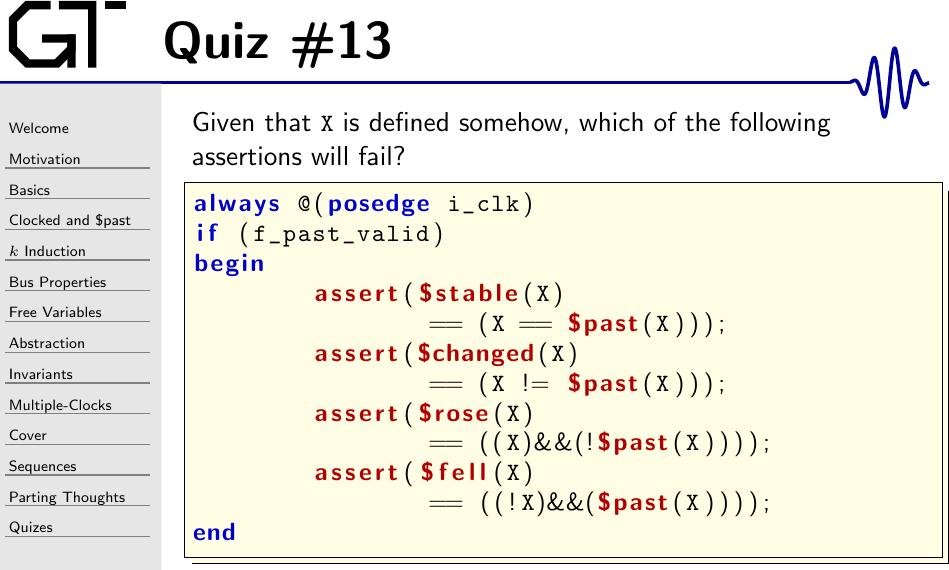 GT
Quiz #13
Welcome
Motivation
Basics
Clocked and $past
k Induction
Bus Properties
Free Variables
Abstraction
Invariants
Multiple-Clocks
Cover
Sequences
Parting Thoughts
Quizes
Given that X is defined somehow, which of the following
assertions will fail?
always @(posedge i_clk)
if (f_past_valid)
begin
assert($stable(X)
== (X == $past(X)));
assert($changed(X)
== (X != $past(X)));
assert($rose(X)
== ((X)&&(!$past(X))));
assert($fell(X)
== ((!X)&&($past(X))));
end